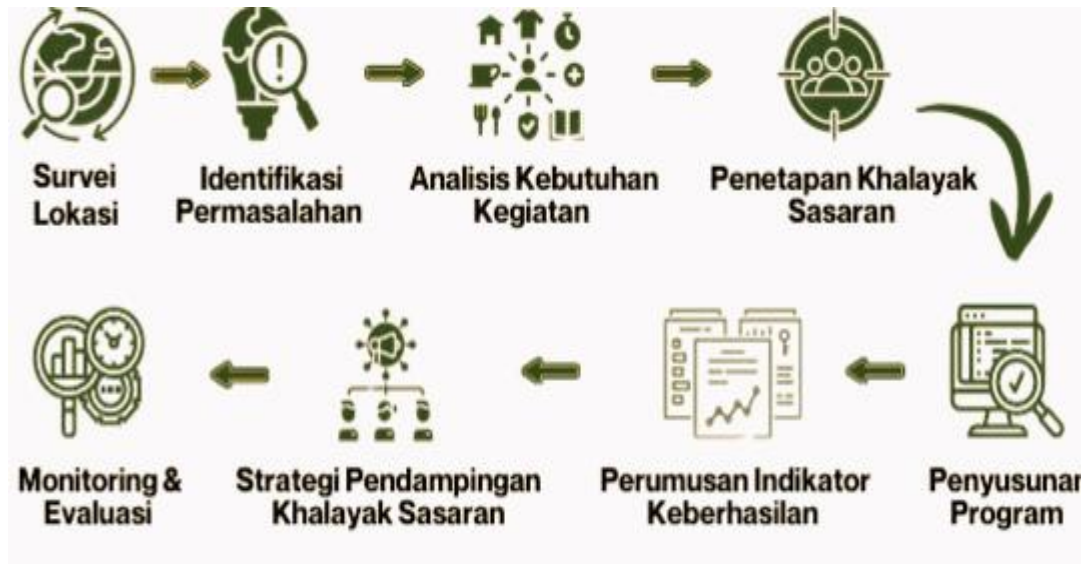 Survei
Lokasi
Identifikasi
Permasalahan
Analisis Kebutuhan
Kegiatan
Penetapan Khalayak
Sasaran
Penyusunan
Program
Perumusan Indikator
Keberhasilan
Strategi Pendampingan
Khalayak Sasaran
Monitoring &
Evaluasi